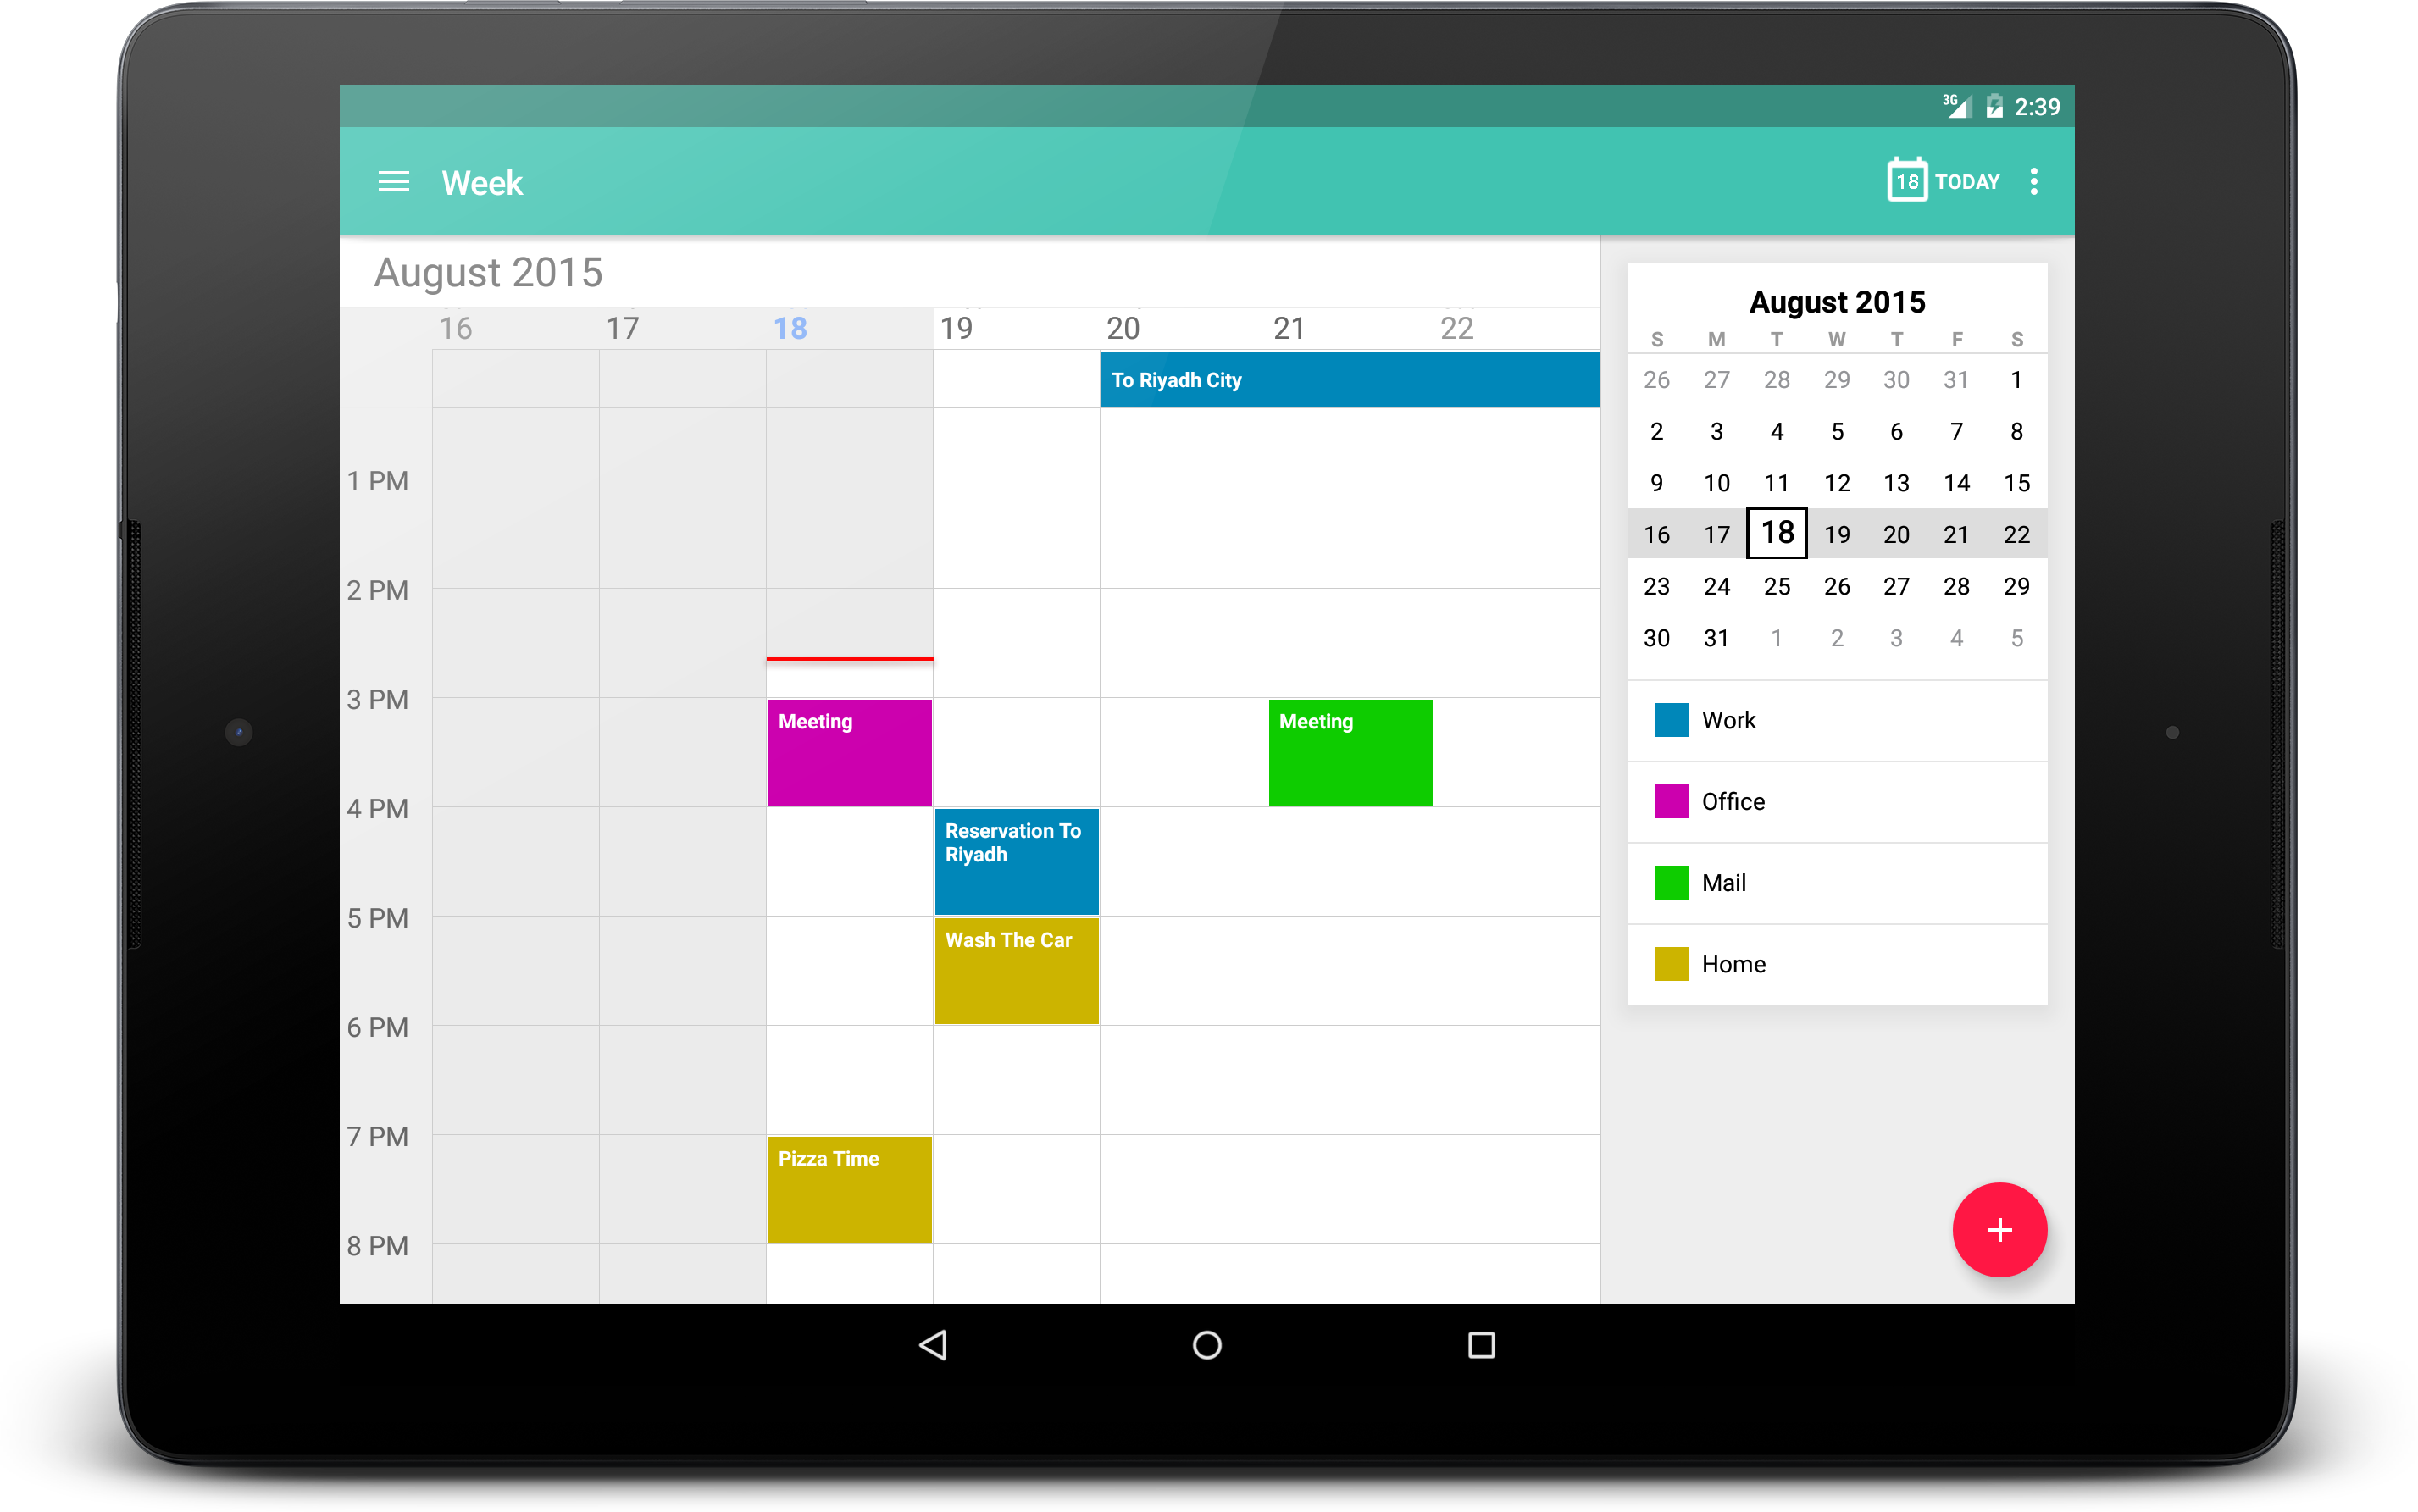 3G 2:39
Week
18 TODAY
August 2015
16 17 18 19 20 21 22
To Riyadh City
1 PM
2 PM
3 PM
Meeting Meeting
4 PM
Reservation To
Riyadh
5 PM
Wash The Car
6 PM
7 PM
Pizza Time
8 PM
August 2015
S M T W T F S
26 27 28 29 30 31 1
2 3 4 5 6 7 8
9 10 11 12 13 14 15
16 17 18 19 20 21 22
23 24 25 26 27 28 29
30 31 1 2 3 4 5
Work
Office
Mail
Home
+